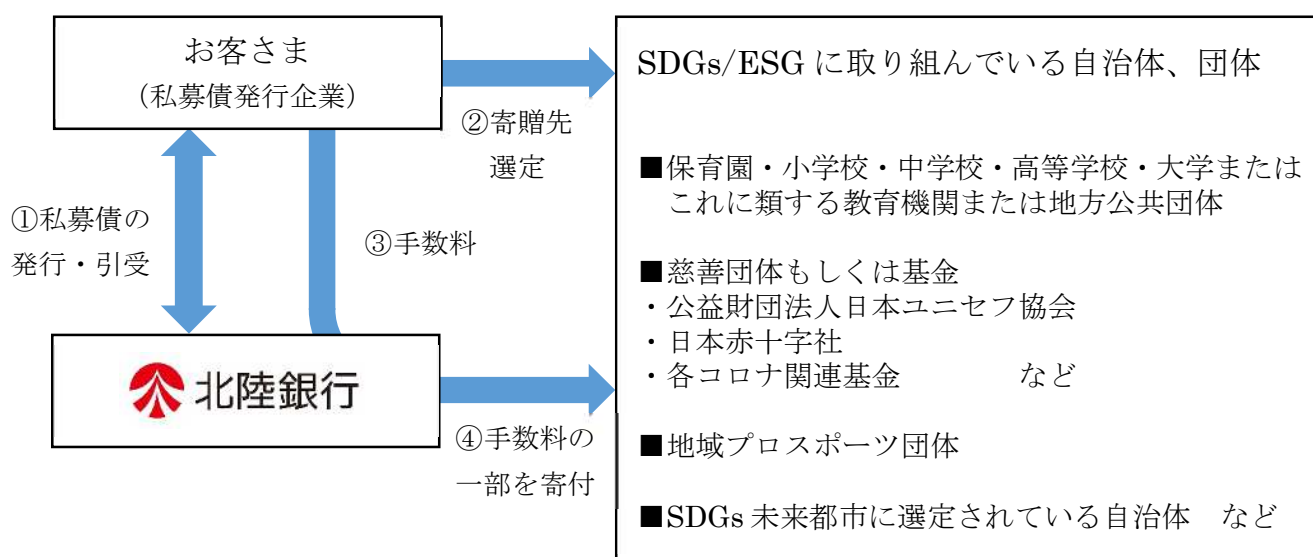 お客さま
（私募債発行企業）
②寄贈先
選定
①私募債の
発行・引受
③手数料
北陸銀行
④手数料の
一部を寄付
SDGs/ESG に取り組んでいる自治体、団体
■保育園・小学校・中学校・高等学校・大学または
これに類する教育機関または地方公共団体
■慈善団体もしくは基金
・公益財団法人日本ユニセフ協会
・日本赤十字社
・各コロナ関連基金　　　　など
■地域プロスポーツ団体
■SDGs 未来都市に選定されている自治体　など